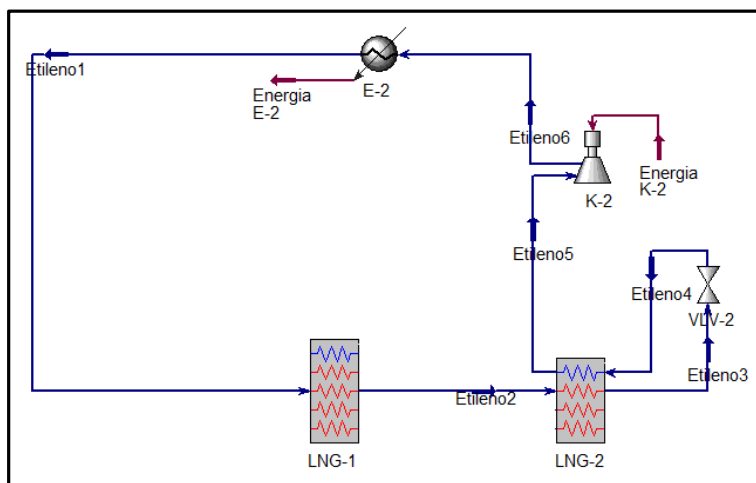 Etileno1
Energia
E-2
E-2
Etileno6
Energia
K-2
K-2
Etileno5
Etileno4
VLV-2
Etileno2
Etileno3
LNG-1
LNG-2